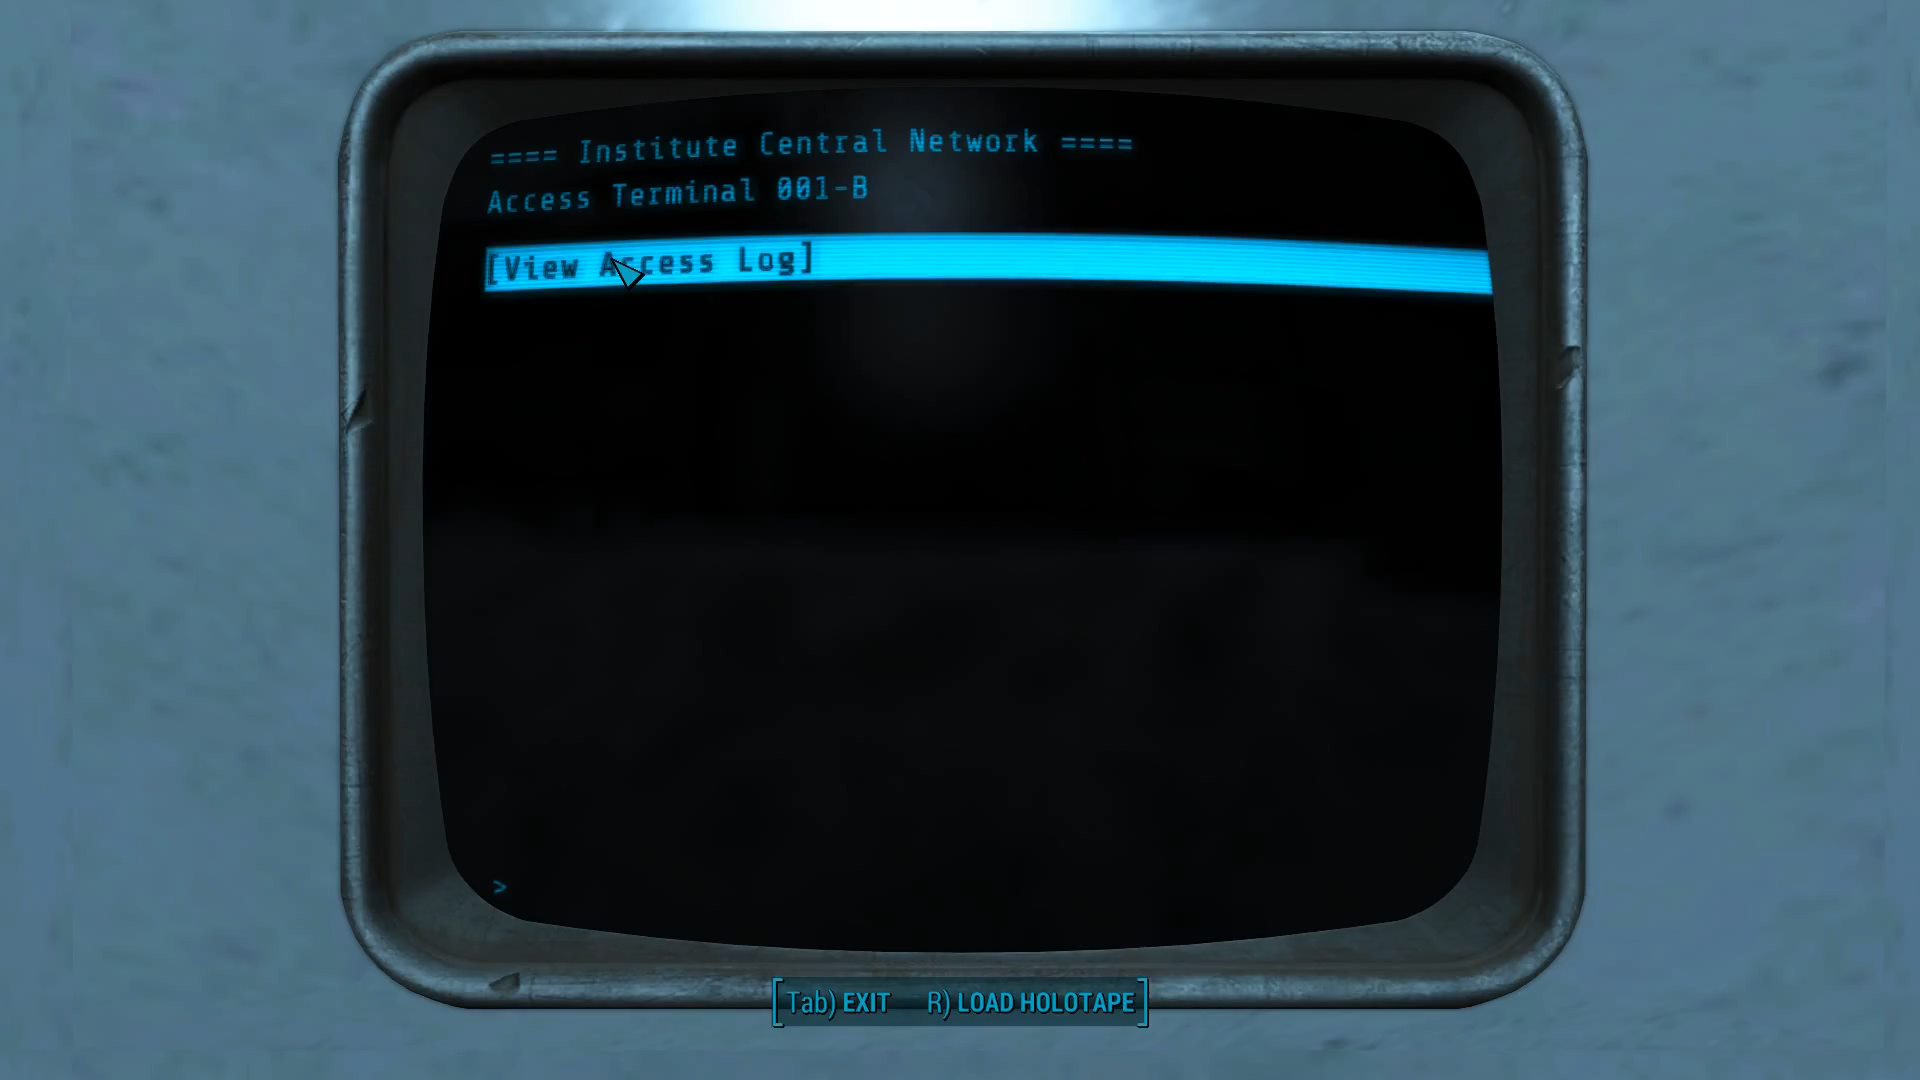 ==== Institute Central Network ====
Access Terminal 001-B
[View Access Log]
>
Tab) EXIT R) LOAD HOLOTAPE